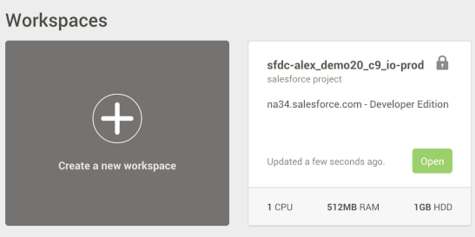 Workspaces
Create a new workspace
sfdc-alex_demo20_c9_io-prod
salesforce project
na34.salesforce.com - Developer Edition
Updated a few seconds ago.
Open
1 CPU 512MB RAM 1GB HDD